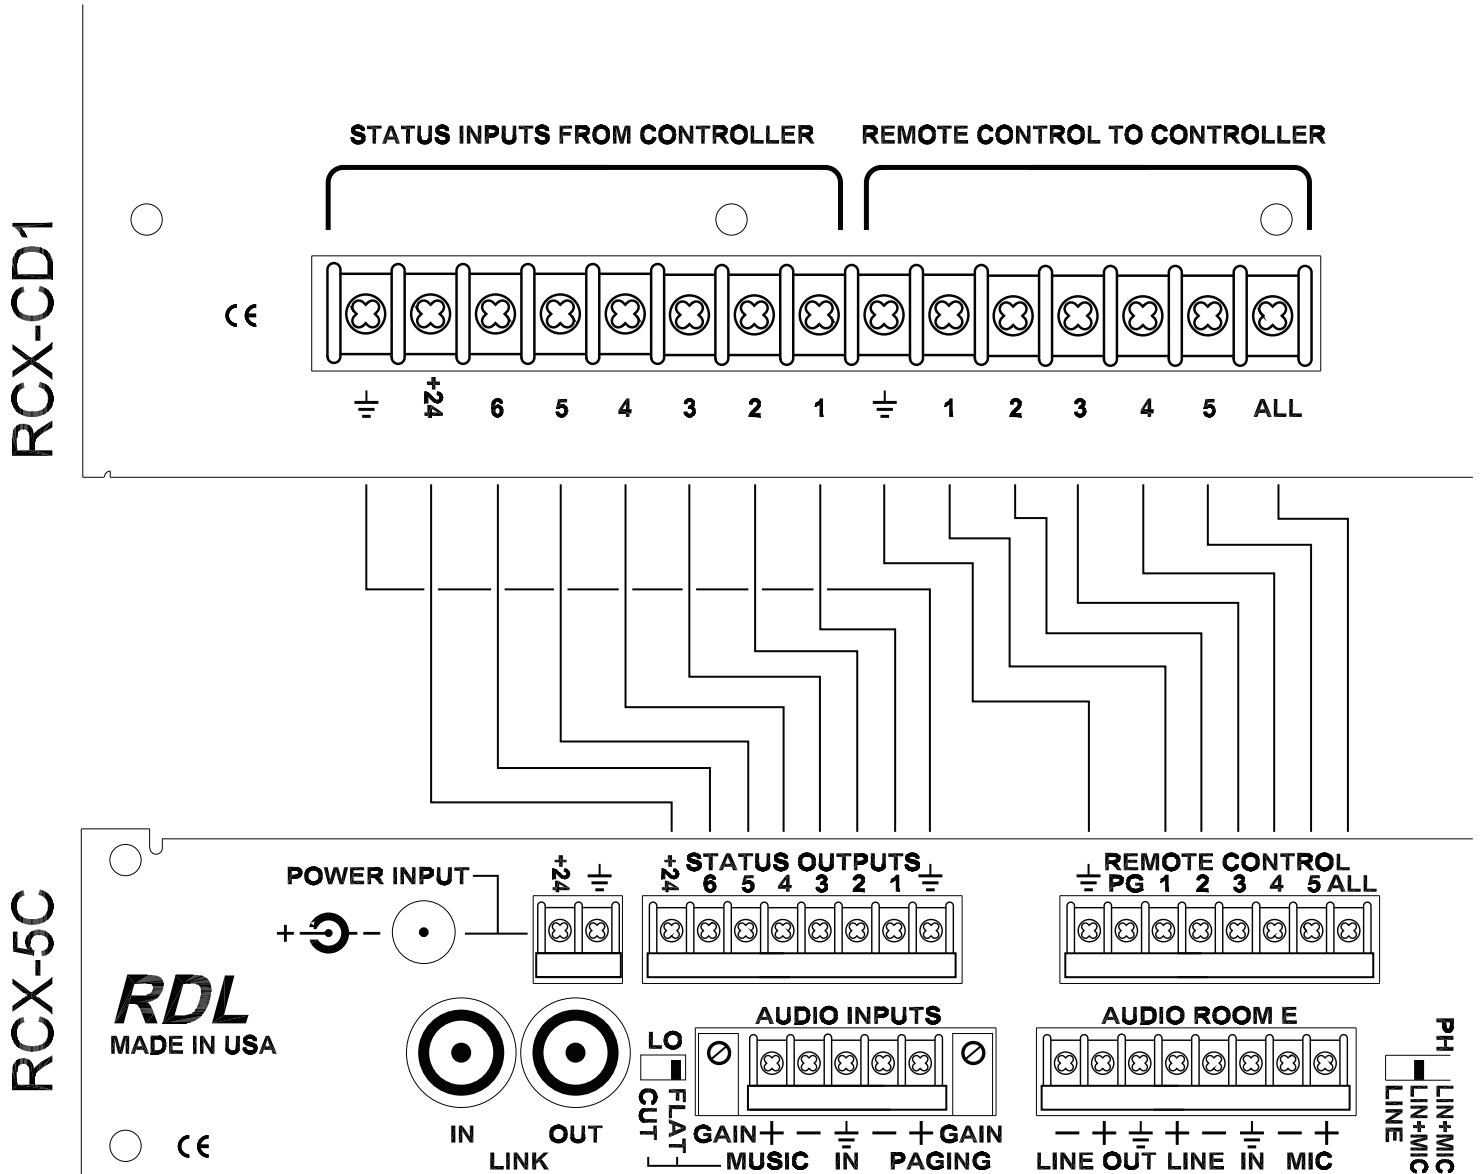 RCX-CD1
STATUS INPUTS FROM CONTROLLER
REMOTE CONTROL TO CONTROLLER
CE
+24 6 5 4 3 2 1 1 2 3 4 5 ALL
RCX-5C
POWER INPUT
+ −
+24
STATUS OUTPUTS
+24 6 5 4 3 2 1
REMOTE CONTROL
PG 1 2 3 4 5 ALL
RDL
MADE IN USA
IN OUT
LINK
LO
CUT
FLAT
AUDIO INPUTS
GAIN + − − + GAIN
MUSIC IN PAGING
AUDIO ROOM E
− + + − − +
LINE OUT LINE IN MIC
PH
LINE
LIN+MIC
LIN+MIC
CE